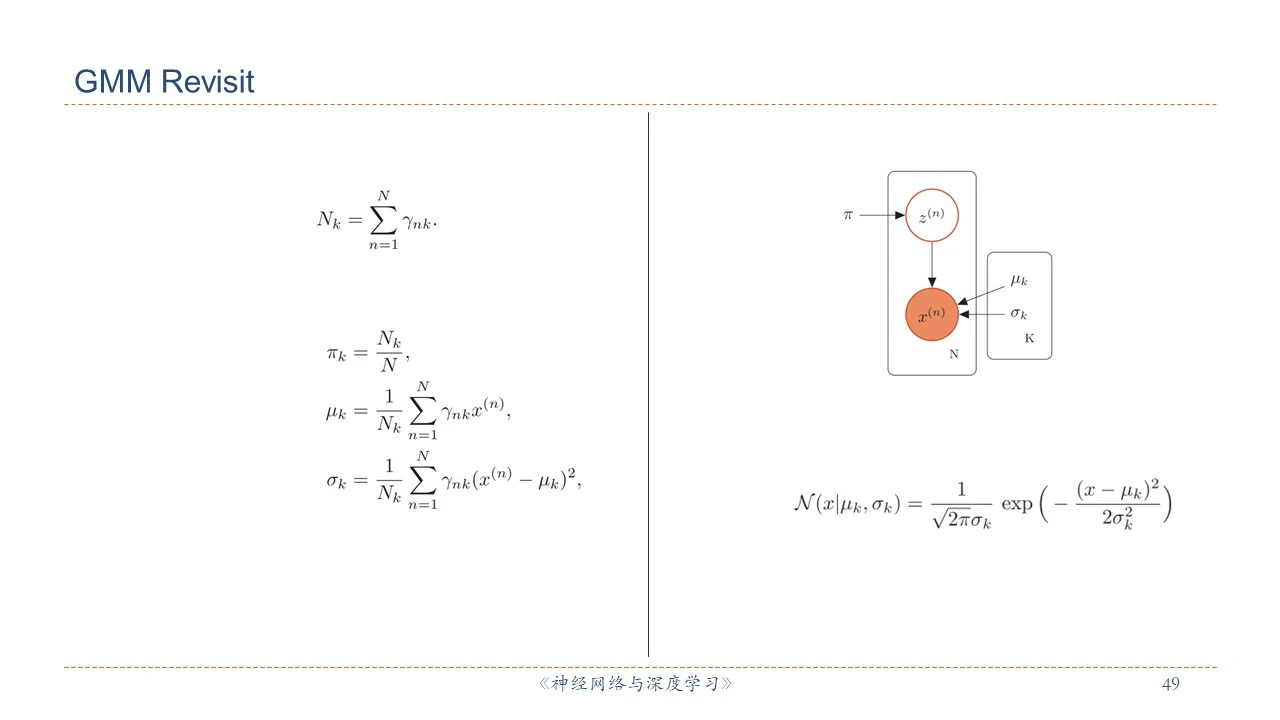 GMM Revisit
$N_k = \sum_{n=1}^{N} \gamma_{nk}.$
$\pi_k = \frac{N_k}{N},$
$\mu_k = \frac{1}{N_k} \sum_{n=1}^{N} \gamma_{nk} x^{(n)},$
$\sigma_k = \frac{1}{N_k} \sum_{n=1}^{N} \gamma_{nk} (x^{(n)} - \mu_k)^2,$
$\pi$
$z^{(n)}$
$\mu_k$
$x^{(n)}$
$\sigma_k$
K
N
$\mathcal{N}(x|\mu_k, \sigma_k) = \frac{1}{\sqrt{2\pi}\sigma_k} \exp\left(-\frac{(x - \mu_k)^2}{2\sigma_k^2}\right)$
《神经网络与深度学习》
49